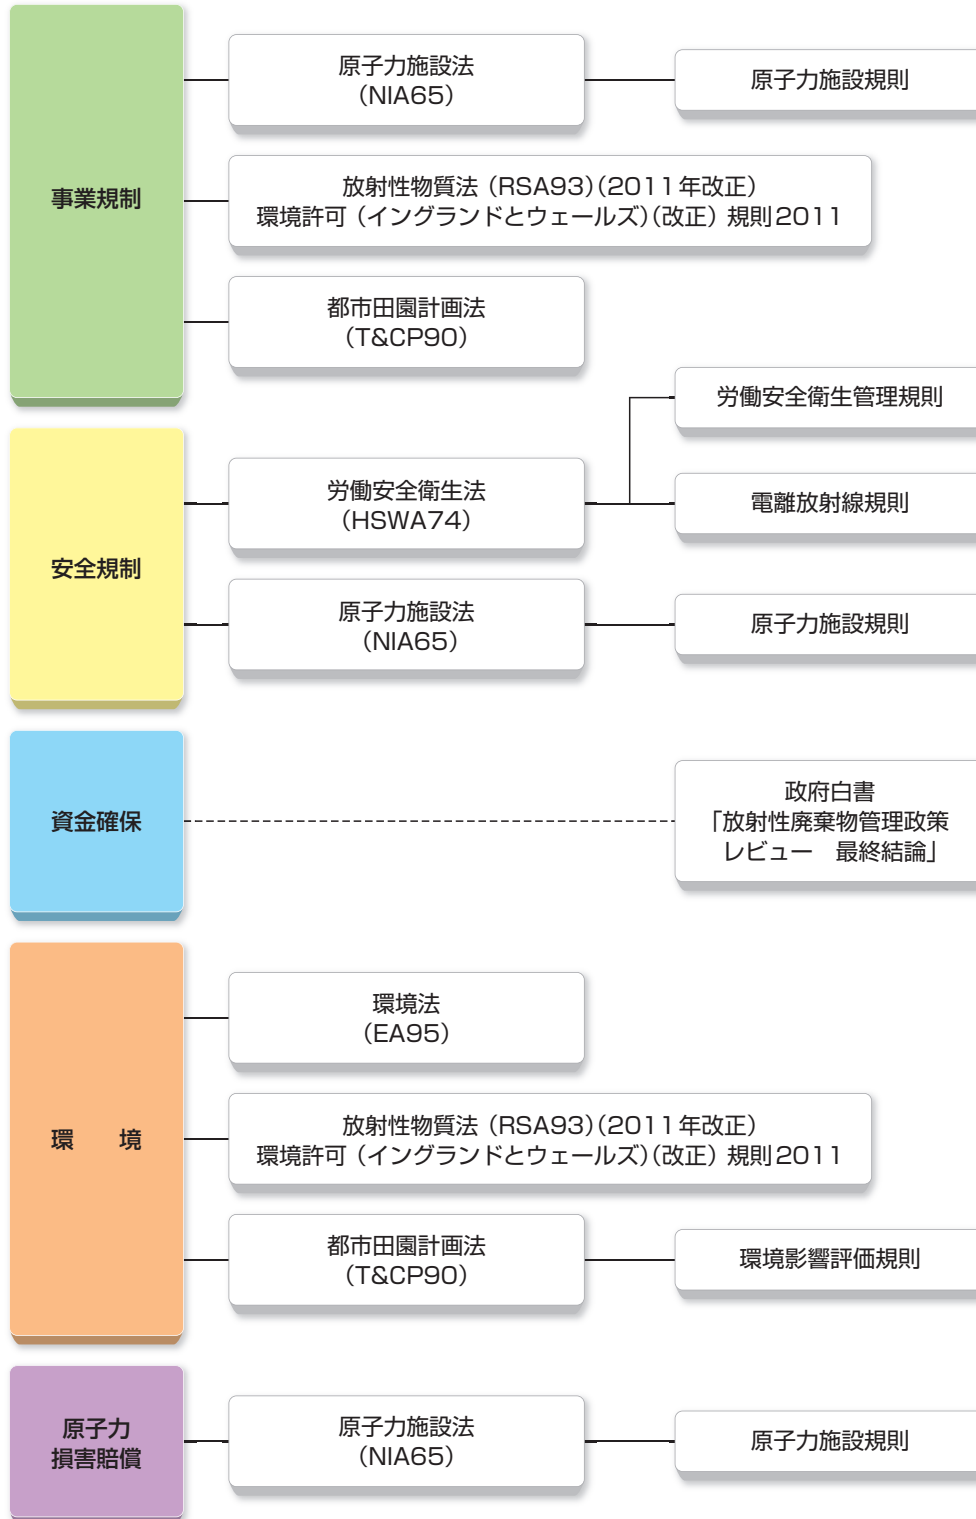 事業規制
原子力施設法
（NIA65）
原子力施設規則
放射性物質法（RSA93）（2011年改正）
環境許可（イングランドとウェールズ）（改正）規則2011
都市田園計画法
（T&CP90）
安全規制
労働安全衛生法
（HSWA74）
労働安全衛生管理規則
電離放射線規則
原子力施設法
（NIA65）
原子力施設規則
資金確保
政府白書
「放射性廃棄物管理政策
レビュー　最終結論」
環　　境
環境法
（EA95）
放射性物質法（RSA93）（2011年改正）
環境許可（イングランドとウェールズ）（改正）規則2011
都市田園計画法
（T&CP90）
環境影響評価規則
原子力
損害賠償
原子力施設法
（NIA65）
原子力施設規則